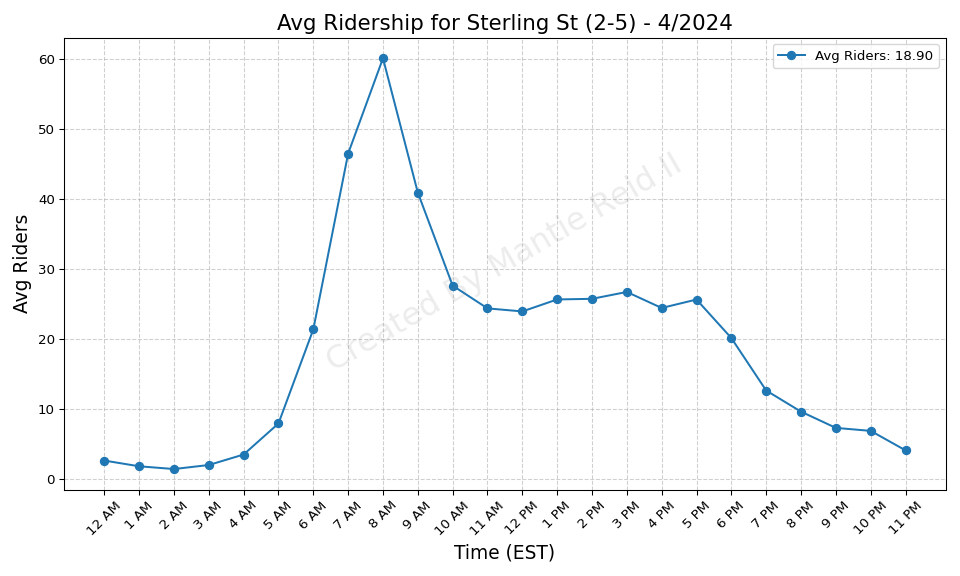 Avg Ridership for Sterling St (2-5) - 4/2024
Avg Riders: 18.90
60
50
40
30
20
10
0
Avg Riders
Created By Mantie Reid II
12 AM
1 AM
2 AM
3 AM
4 AM
5 AM
6 AM
7 AM
8 AM
9 AM
10 AM
11 AM
12 PM
1 PM
2 PM
3 PM
4 PM
5 PM
6 PM
7 PM
8 PM
9 PM
10 PM
11 PM
Time (EST)